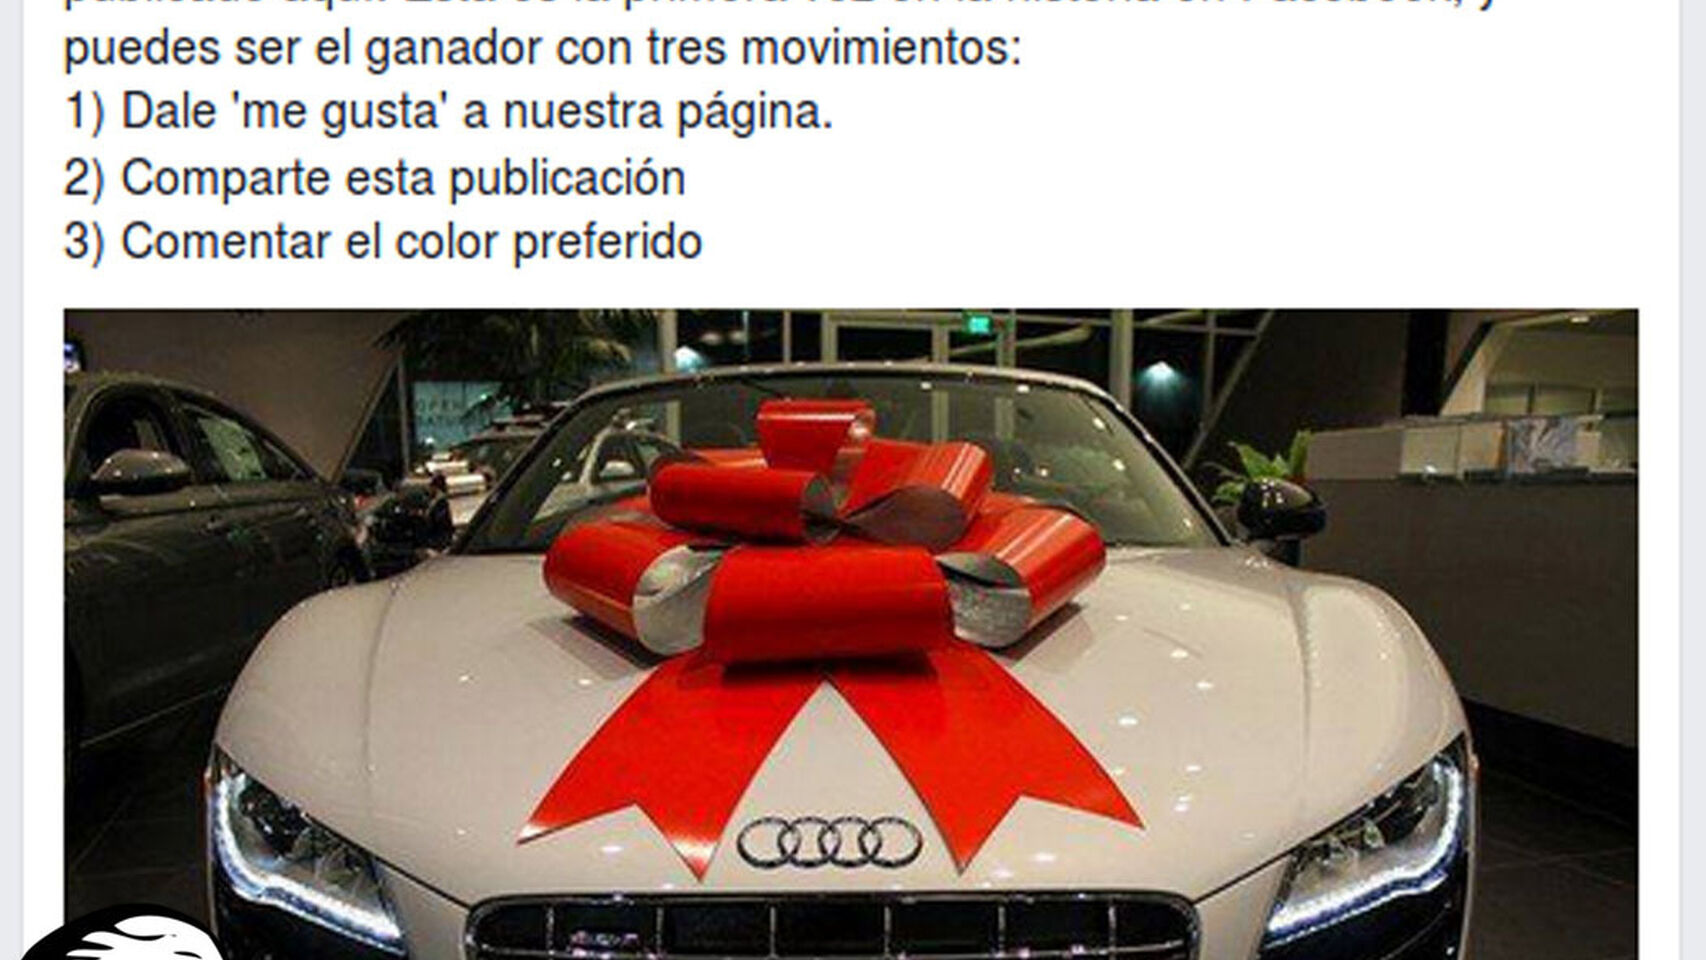 puedes ser el ganador con tres movimientos:
1) Dale 'me gusta' a nuestra página.
2) Comparte esta publicación
3) Comentar el color preferido
OPEN